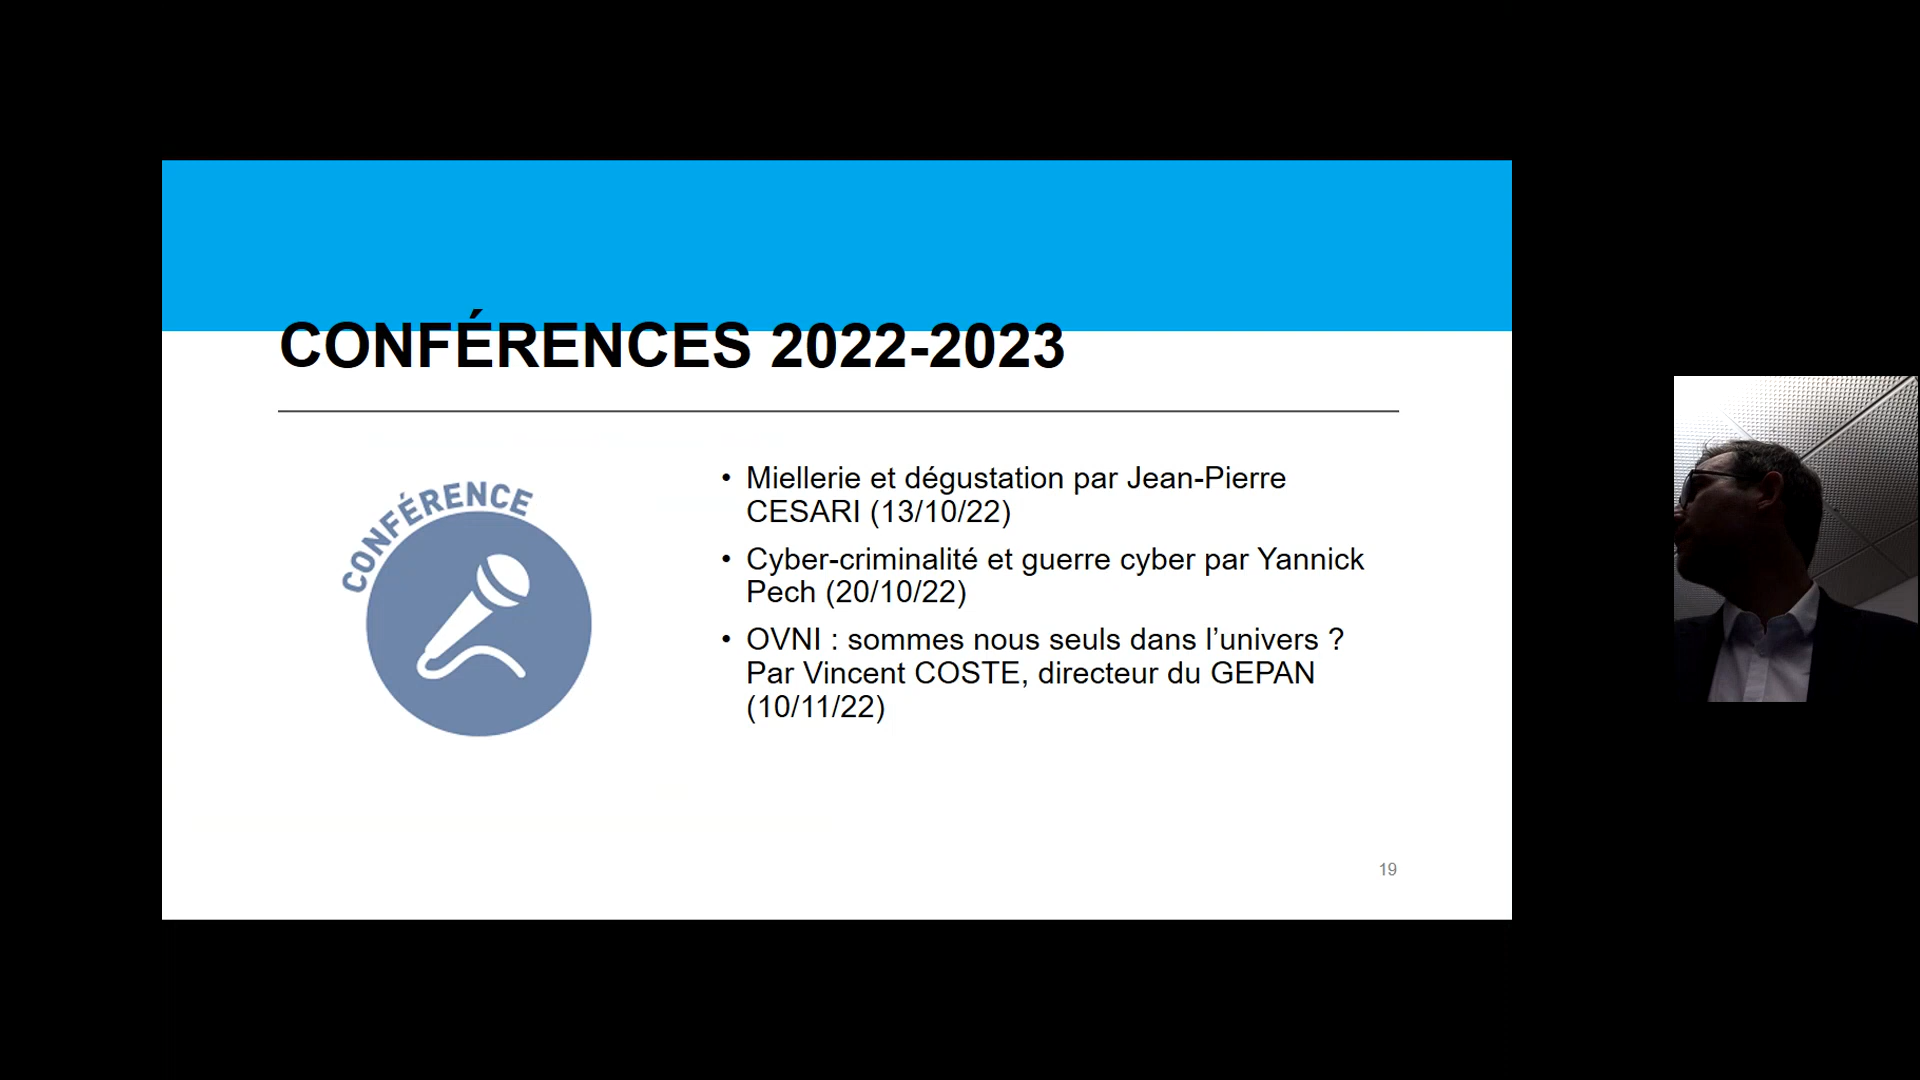 CONFÉRENCES 2022-2023
CONFÉRENCE
• Miellerie et dégustation par Jean-Pierre
CESARI (13/10/22)
• Cyber-criminalité et guerre cyber par Yannick
Pech (20/10/22)
• OVNI : sommes nous seuls dans l’univers ?
Par Vincent COSTE, directeur du GEPAN
(10/11/22)
19